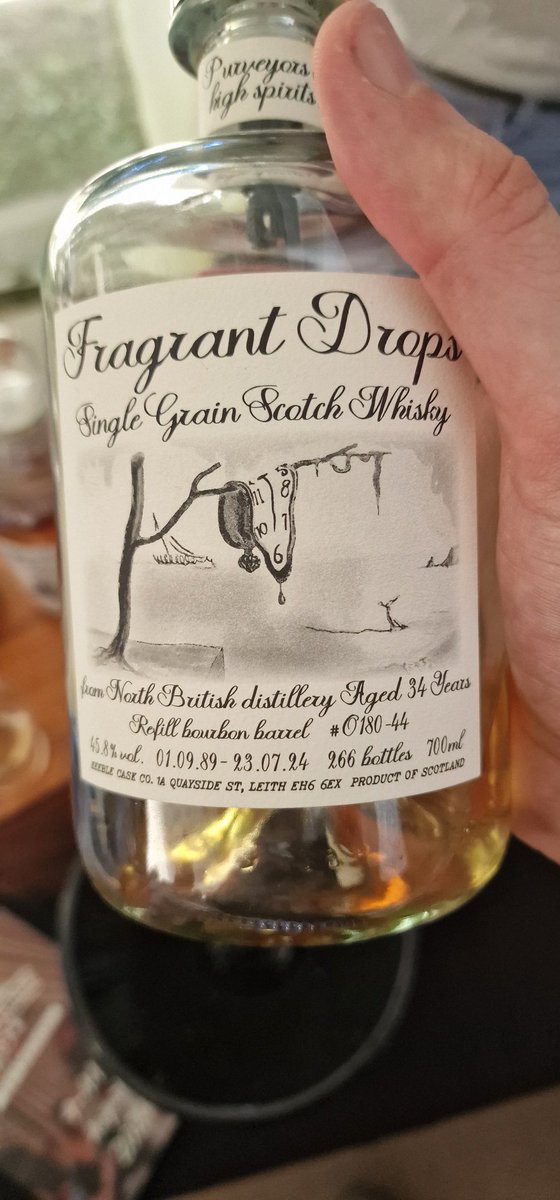 Purveyors
high spirits
Fragrant Drops
Single Grain Scotch Whisky
11 8
10 7
6
from North British distillery Aged 34 Years
Refill bourbon barrel #0180-44
45.8% vol. 01.09.89 - 23.07.24 266 bottles 700ml
CASK CO. 1A QUAYSIDE ST, LEITH EH6 6EX PRODUCT OF SCOTLAND